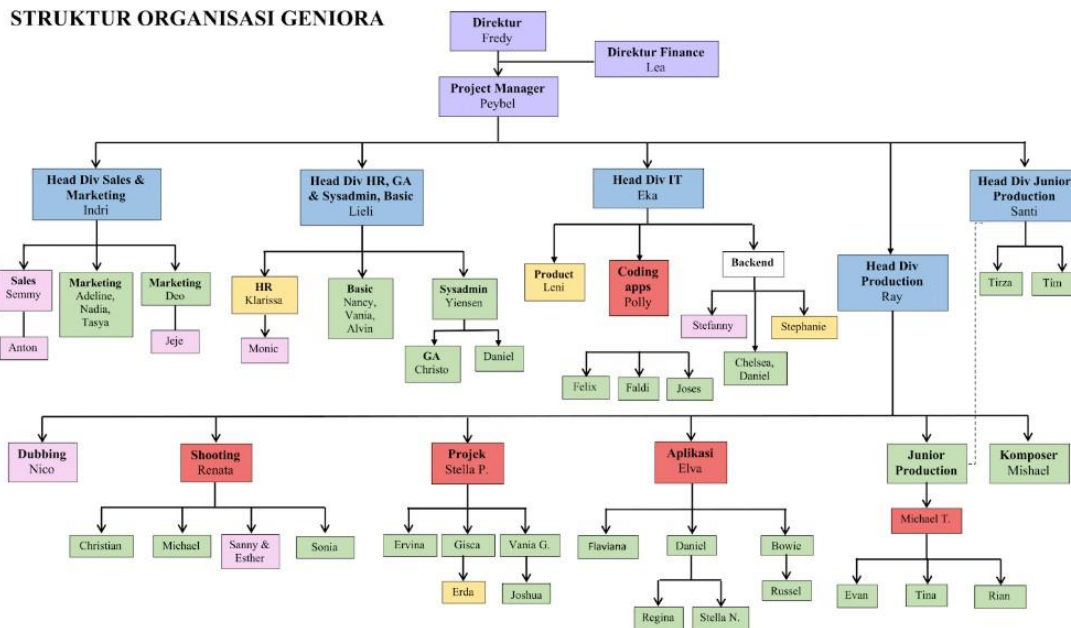 STRUKTUR ORGANISASI GENIORA
Direktur
Fredy
Direktur Finance
Lea
Project Manager
Peybel
Head Div Sales &
Marketing
Indri
Head Div HR, GA
& Sysadmin, Basic
Lieli
Head Div IT
Eka
Head Div Junior
Production
Santi
Head Div
Production
Ray
Sales
Semmy
Anton
Marketing
Adeline,
Nadia,
Tasya
Marketing
Deo
Jeje
HR
Klarissa
Monic
Basic
Nancy,
Vania,
Alvin
Sysadmin
Yiensen
GA
Christo
Daniel
Product
Leni
Coding
apps
Polly
Backend
Stefanny
Stephanie
Chelsea,
Daniel
Felix
Faldi
Joses
Tirza
Tim
Dubbing
Nico
Shooting
Renata
Projek
Stella P.
Aplikasi
Elva
Junior
Production
Komposer
Mishael
Christian
Michael
Sanny &
Esther
Sonia
Ervina
Gisca
Vania G.
Erda
Joshua
Flaviana
Daniel
Bowie
Regina
Stella N.
Russel
Michael T.
Evan
Tina
Rian